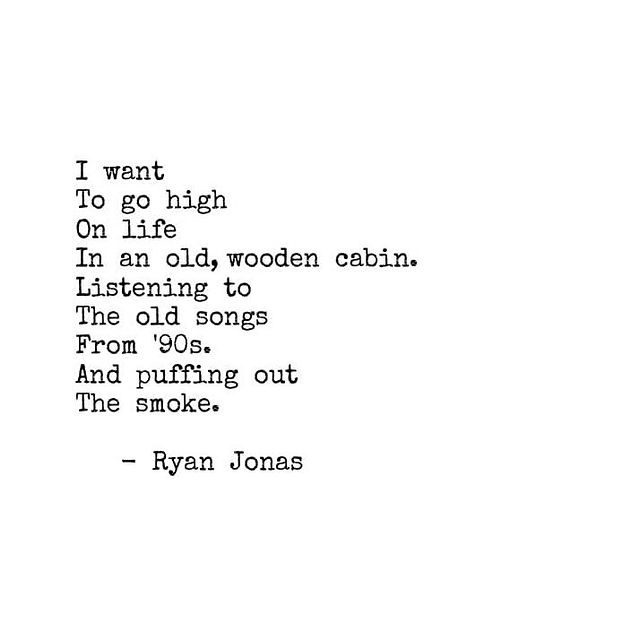 I want
To go high
On life
In an old, wooden cabin.
Listening to
The old songs
From '90s.
And puffing out
The smoke.
– Ryan Jonas